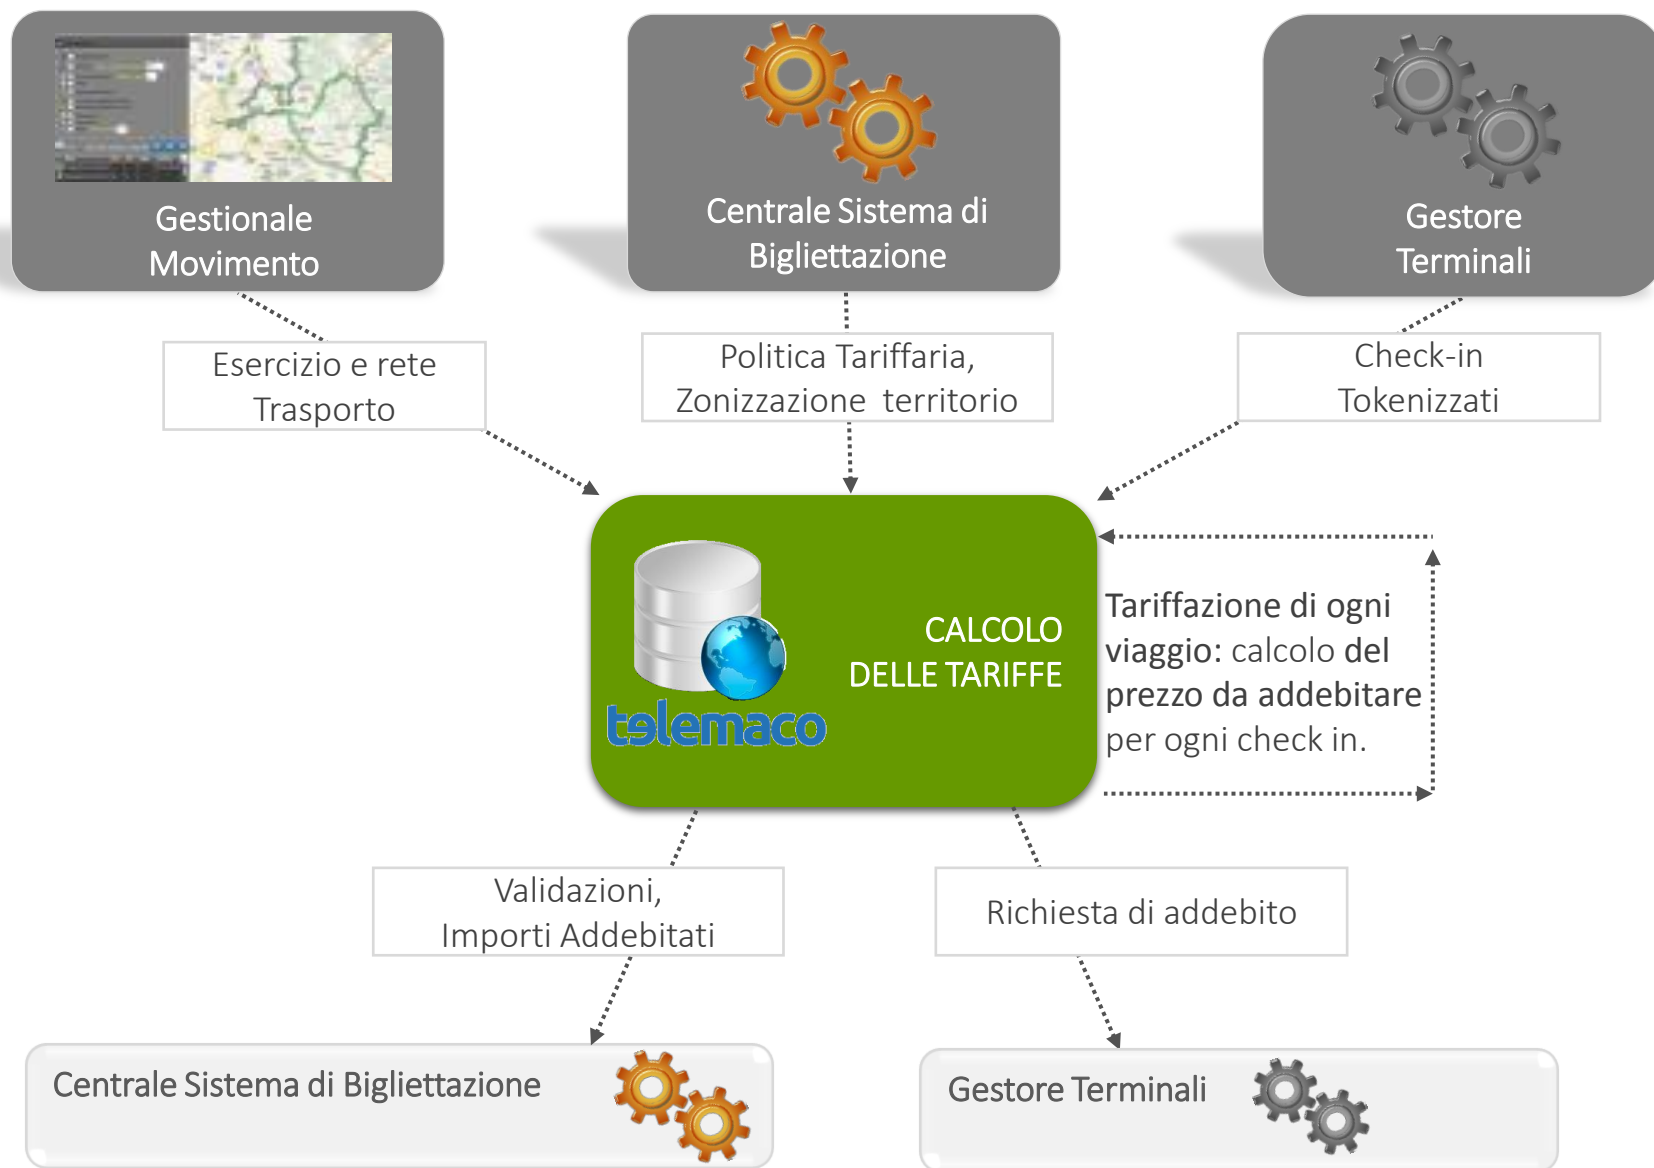 Gestionale
Movimento
Centrale Sistema di
Bigliettazione
Gestore
Terminali
Esercizio e rete
Trasporto
Politica Tariffaria,
Zonizzazione territorio
Check-in
Tokenizzati
CALCOLO
DELLE TARIFFE
telemaco
Tariffazione di ogni
viaggio: calcolo del
prezzo da addebitare
per ogni check in.
Validazioni,
Importi Addebitati
Richiesta di addebito
Centrale Sistema di Bigliettazione
Gestore Terminali